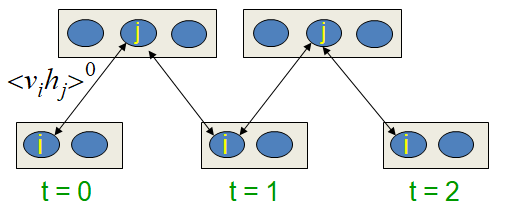 j j
<v_i h_j>^0
i i i
t = 0 t = 1 t = 2